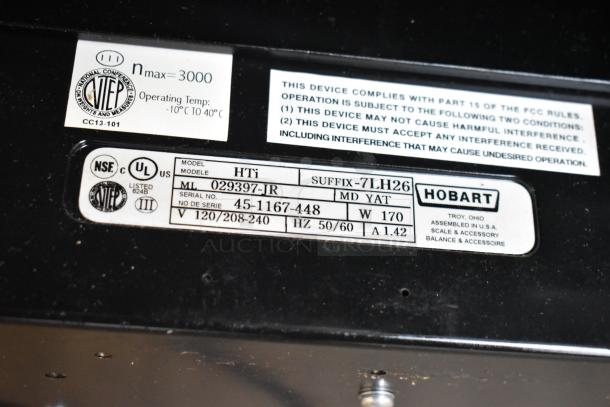 III
nmax=3000
NATIONAL CONFERENCE
NTEP
ON WEIGHTS AND MEASURES
CC13-101
Operating Temp:
-10°C TO 40°C
THIS DEVICE COMPLIES WITH PART 15 OF THE FCC RULES.
OPERATION IS SUBJECT TO THE FOLLOWING TWO CONDITIONS:
(1) THIS DEVICE MAY NOT CAUSE HARMFUL INTERFERENCE.
(2) THIS DEVICE MUST ACCEPT ANY INTERFERENCE RECEIVED.
INCLUDING INTERFERENCE THAT MAY CAUSE UNDESIRED OPERATION.
NSF
C UL US
LISTED
NTEP
III
MODEL
MODELE
HTi
SUFFIX-7LH26
ML 029397-JR
MD YAT
SERIAL NO.
NO DE SERIE
45-1167-448
W 170
V 120/208-240
HZ 50/60
A 1.42
HOBART
TROY, OHIO
ASSEMBLED IN U.S.A.
SCALE & ACCESSORY
BALANCE & ACCESSOIRE
AUCTION GROUP